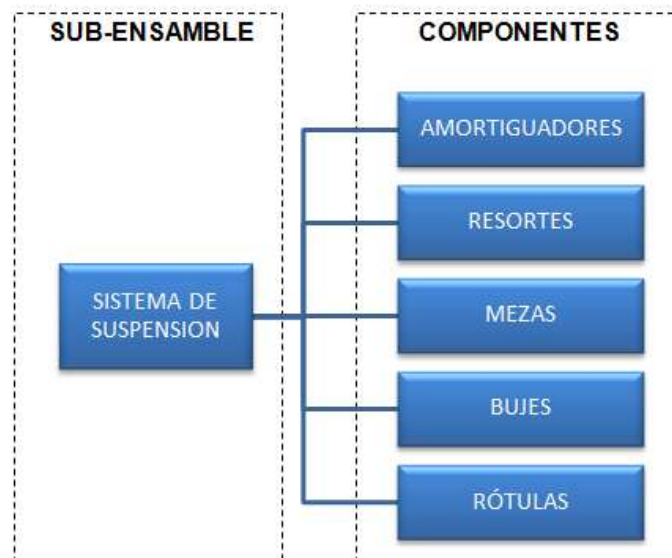 SUB-ENSAMBLE
COMPONENTES
AMORTIGUADORES
RESORTES
SISTEMA DE
SUSPENSION
MEZAS
BUJES
RÓTULAS